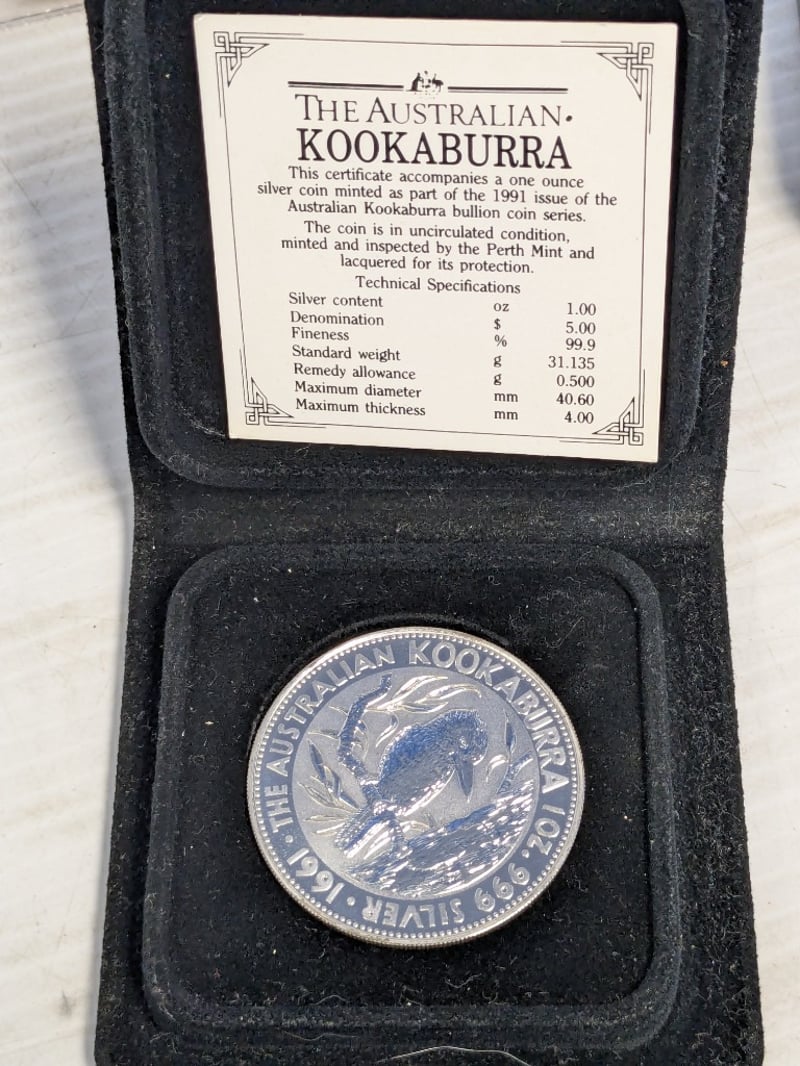 THE AUSTRALIAN
KOOKABURRA
This certificate accompanies a one ounce
silver coin minted as part of the 1991 issue of the
Australian Kookaburra bullion coin series.
The coin is in uncirculated condition,
minted and inspected by the Perth Mint and
lacquered for its protection.
Technical Specifications
Silver content oz 1.00
Denomination $ 5.00
Fineness % 99.9
Standard weight g 31.135
Remedy allowance g 0.500
Maximum diameter mm 40.60
Maximum thickness mm 4.00
1991 · THE AUSTRALIAN KOOKABURRA 1 OZ. 999 SILVER ·